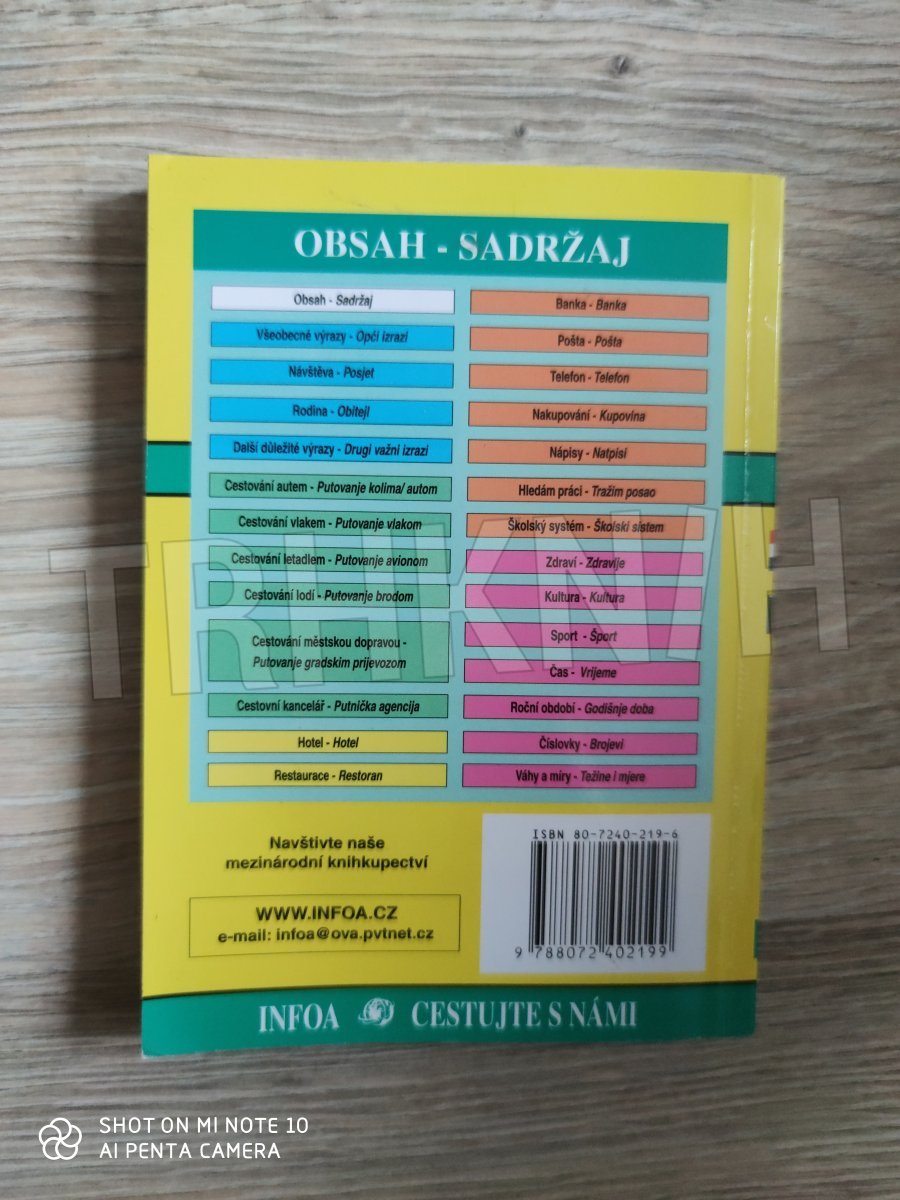 OBSAH - SADRŽAJ
Obsah - Sadržaj
Všeobecné výrazy - Opći izrazi
Návštěva - Posjet
Rodina - Obitejl
Další důležité výrazy - Drugi važni izrazi
Cestování autem - Putovanje kolima/ autom
Cestování vlakem - Putovanje vlakom
Cestování letadlem - Putovanje avionom
Cestování lodí - Putovanje brodom
Cestování městskou dopravou -
Putovanje gradskim prijevozom
Cestovní kancelář - Putnička agencija
Hotel - Hotel
Restaurace - Restoran
Banka - Banka
Pošta - Pošta
Telefon - Telefon
Nakupování - Kupovina
Nápisy - Natpisi
Hledám práci - Tražim posao
Školský systém - Školski sistem
Zdraví - Zdravlje
Kultura - Kultura
Sport - Šport
Čas - Vrijeme
Roční období - Godišnje doba
Číslovky - Brojevi
Váhy a míry - Težine i mjere
TRHKNIH
Navštivte naše
mezinárodní knihkupectví
WWW.INFOA.CZ
e-mail: infoa@ova.pvtnet.cz
ISBN 80-7240-219-6
9 788072 402199
INFOA CESTUJTE S NÁMI
SHOT ON MI NOTE 10
AI PENTA CAMERA